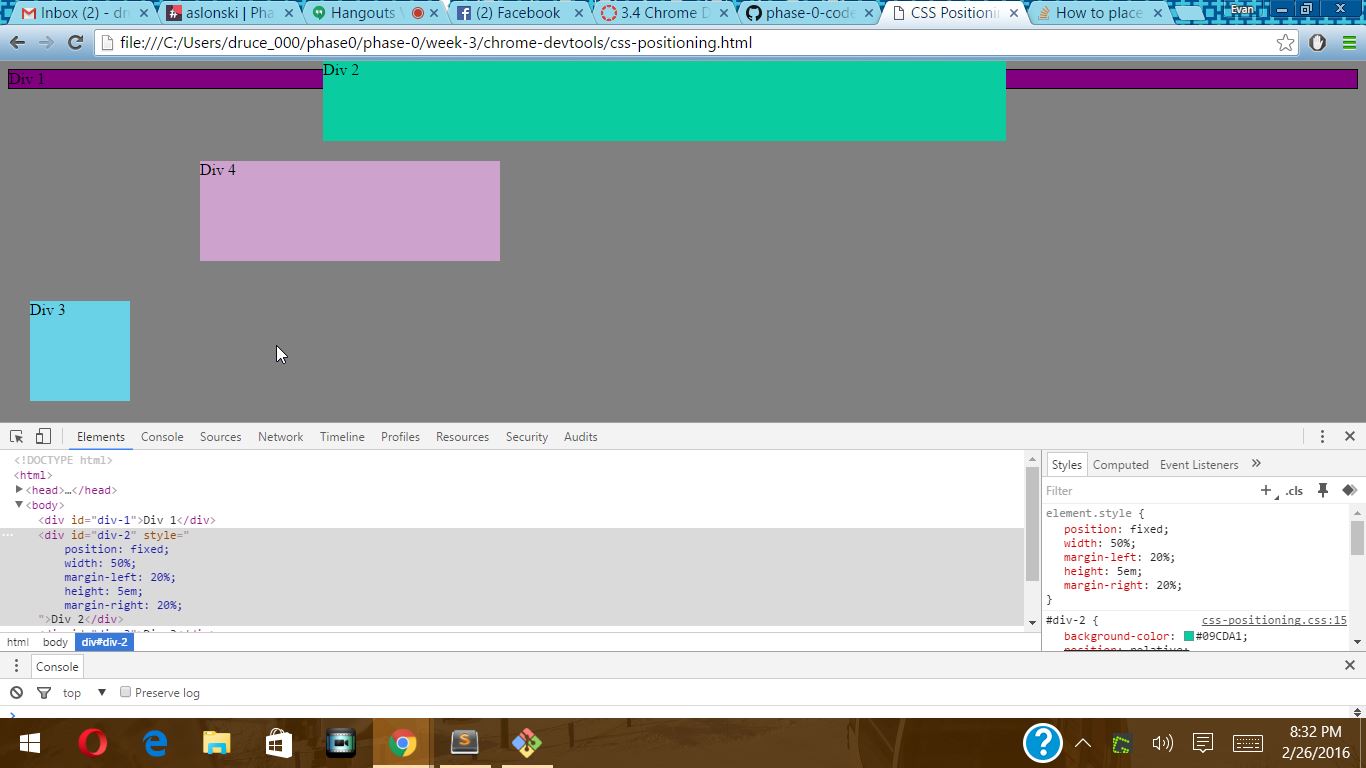 Inbox (2) - dr
aslonski | Pha
Hangouts
(2) Facebook
3.4 Chrome D
phase-0-code
CSS Positioni
How to place
Evan
file:///C:/Users/druce_000/phase0/phase-0/week-3/chrome-devtools/css-positioning.html
Div 1
Div 2
Div 4
Div 3
Elements Console Sources Network Timeline Profiles Resources Security Audits
<!DOCTYPE html>
<html>
<head>…</head>
<body>
<div id="div-1">Div 1</div>
<div id="div-2" style="
position: fixed;
width: 50%;
margin-left: 20%;
height: 5em;
margin-right: 20%;
">Div 2</div>
html body div#div-2
Styles Computed Event Listeners »
Filter
+ .cls
element.style {
position: fixed;
width: 50%;
margin-left: 20%;
height: 5em;
margin-right: 20%;
}
#div-2 { css-positioning.css:15
background-color: #09CDA1;
position: relative;
Console
top ▼ Preserve log
8:32 PM
2/26/2016